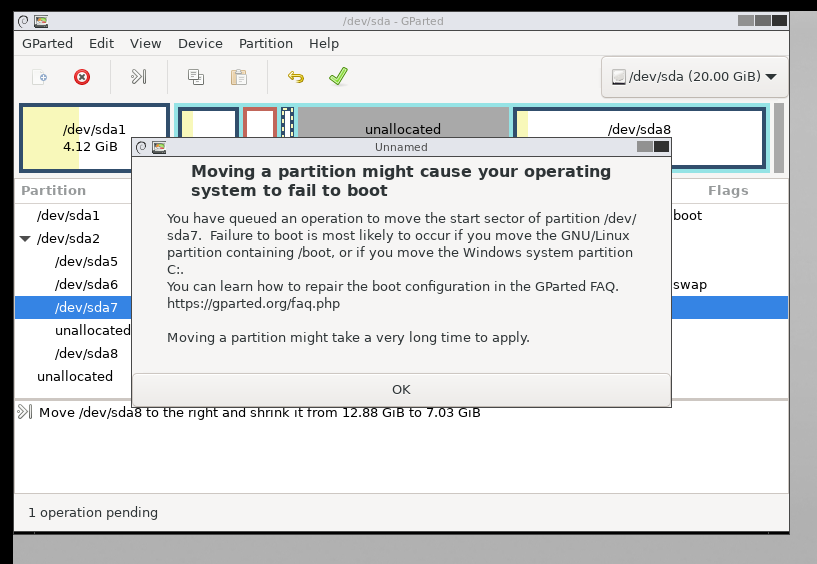 /dev/sda - GParted
GParted Edit View Device Partition Help
/dev/sda (20.00 GiB)
/dev/sda1
4.12 GiB
unallocated
/dev/sda8
Unnamed
Moving a partition might cause your operating
system to fail to boot
You have queued an operation to move the start sector of partition /dev/
sda7.  Failure to boot is most likely to occur if you move the GNU/Linux
partition containing /boot, or if you move the Windows system partition
C:.
You can learn how to repair the boot configuration in the GParted FAQ.
https://gparted.org/faq.php
Moving a partition might take a very long time to apply.
OK
Partition Flags
/dev/sda1 boot
/dev/sda2
/dev/sda5
/dev/sda6 swap
/dev/sda7
unallocated
/dev/sda8
unallocated
Move /dev/sda8 to the right and shrink it from 12.88 GiB to 7.03 GiB
1 operation pending